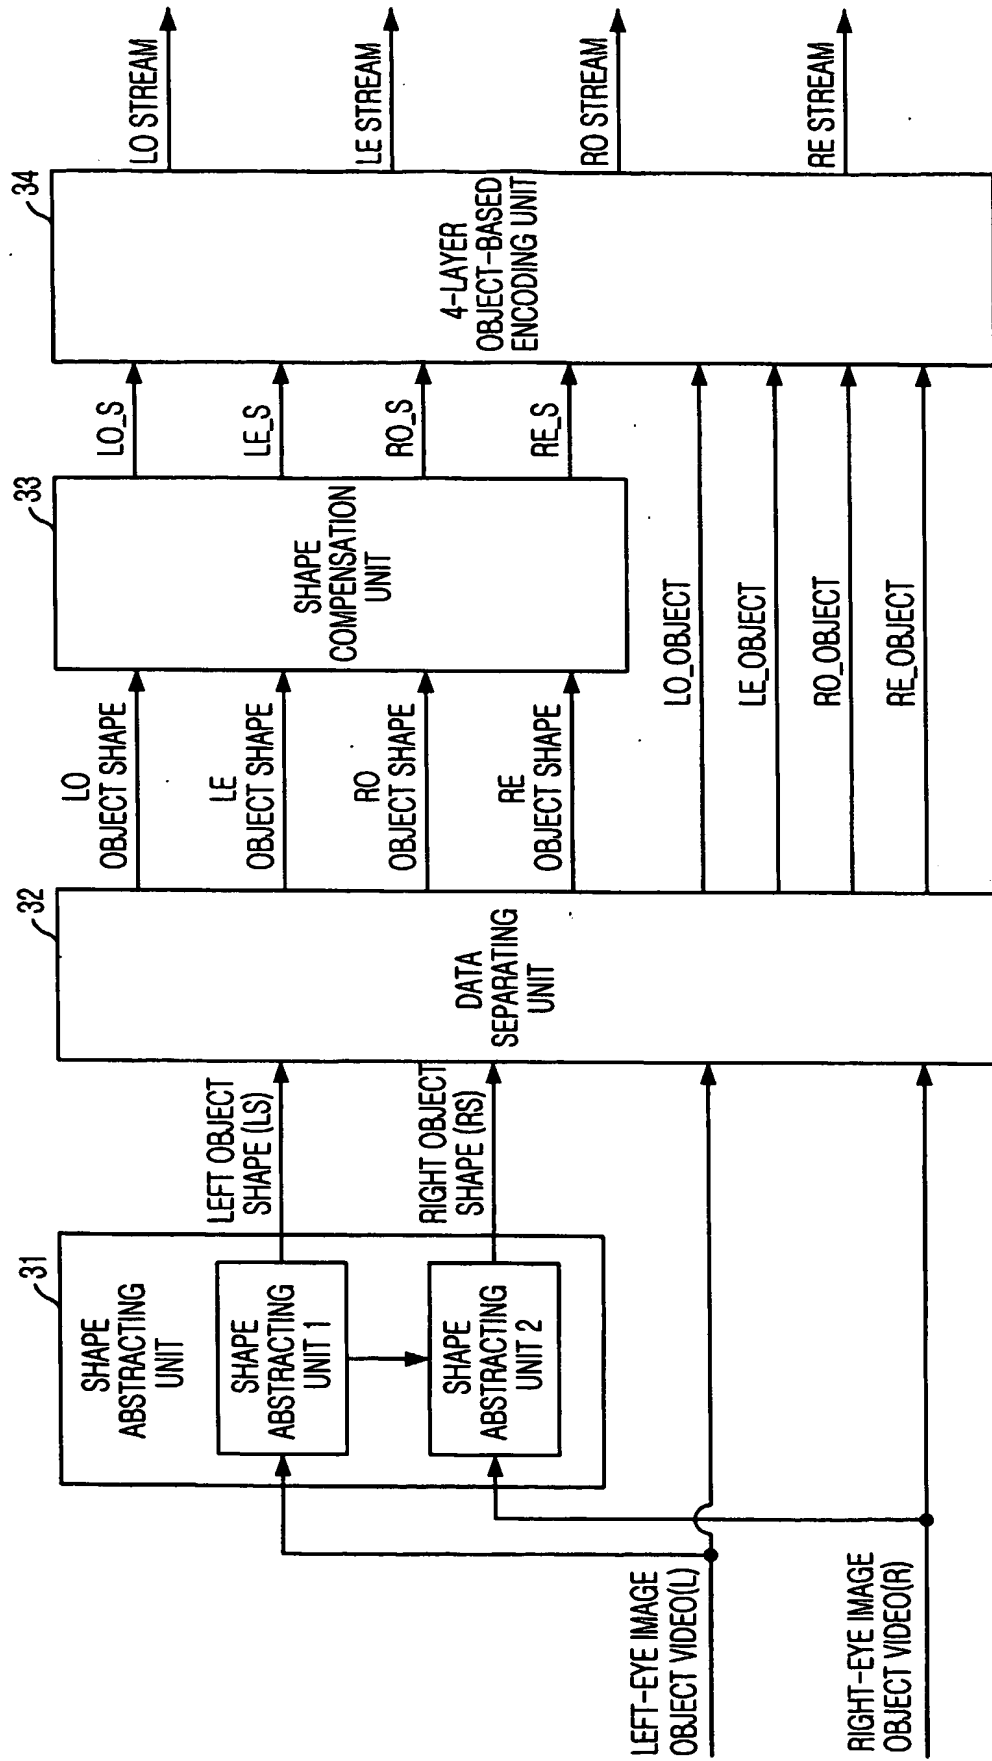 LEFT-EYE IMAGE
OBJECT VIDEO(L)
RIGHT-EYE IMAGE
OBJECT VIDEO(R)
31
SHAPE
ABSTRACTING
UNIT
SHAPE
ABSTRACTING
UNIT 1
SHAPE
ABSTRACTING
UNIT 2
LEFT OBJECT
SHAPE (LS)
RIGHT OBJECT
SHAPE (RS)
32
DATA
SEPARATING
UNIT
LO
OBJECT SHAPE
LE
OBJECT SHAPE
RO
OBJECT SHAPE
RE
OBJECT SHAPE
LO_OBJECT
LE_OBJECT
RO_OBJECT
RE_OBJECT
33
SHAPE
COMPENSATION
UNIT
LO_S
LE_S
RO_S
RE_S
34
4-LAYER
OBJECT-BASED
ENCODING UNIT
LO STREAM
LE STREAM
RO STREAM
RE STREAM